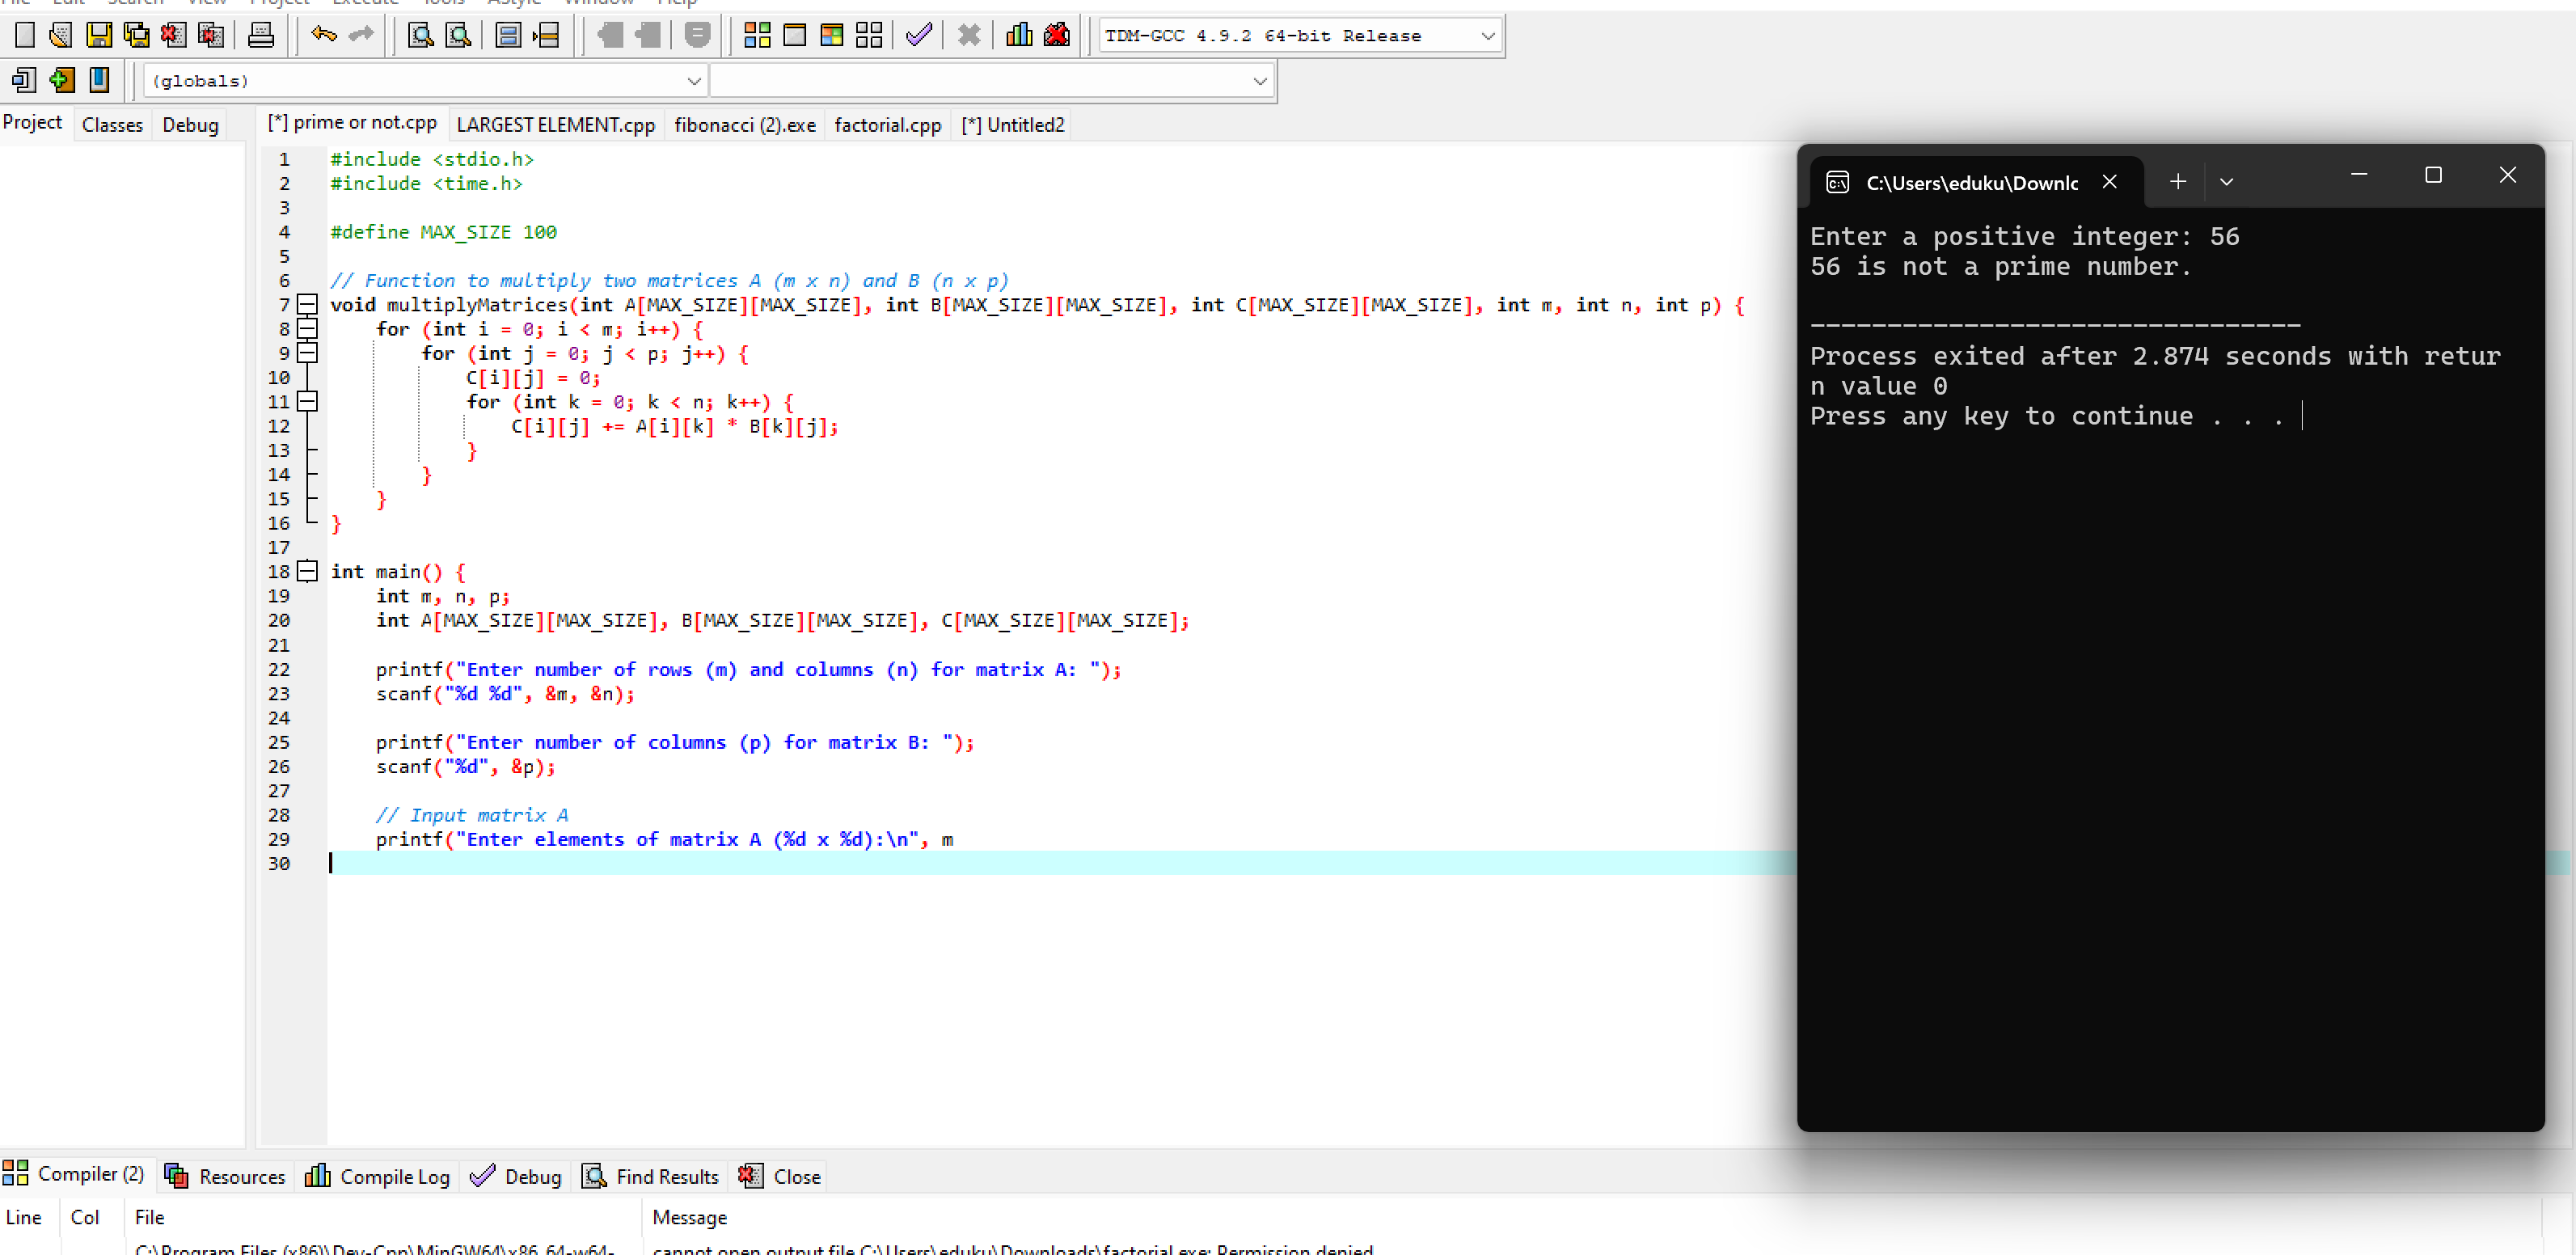 File Edit Search View Project Execute Tools AStyle Window Help
TDM-GCC 4.9.2 64-bit Release
(globals)
Project Classes Debug
[*] prime or not.cpp LARGEST ELEMENT.cpp fibonacci (2).exe factorial.cpp [*] Untitled2
1 #include <stdio.h>
2 #include <time.h>
3
4 #define MAX_SIZE 100
5
6 // Function to multiply two matrices A (m x n) and B (n x p)
7 void multiplyMatrices(int A[MAX_SIZE][MAX_SIZE], int B[MAX_SIZE][MAX_SIZE], int C[MAX_SIZE][MAX_SIZE], int m, int n, int p) {
8     for (int i = 0; i < m; i++) {
9         for (int j = 0; j < p; j++) {
10             C[i][j] = 0;
11             for (int k = 0; k < n; k++) {
12                 C[i][j] += A[i][k] * B[k][j];
13             }
14         }
15     }
16 }
17
18 int main() {
19     int m, n, p;
20     int A[MAX_SIZE][MAX_SIZE], B[MAX_SIZE][MAX_SIZE], C[MAX_SIZE][MAX_SIZE];
21
22     printf("Enter number of rows (m) and columns (n) for matrix A: ");
23     scanf("%d %d", &m, &n);
24
25     printf("Enter number of columns (p) for matrix B: ");
26     scanf("%d", &p);
27
28     // Input matrix A
29     printf("Enter elements of matrix A (%d x %d):\n", m
30
C:\Users\eduku\Downlc
Enter a positive integer: 56
56 is not a prime number.
--------------------------------
Process exited after 2.874 seconds with retur
n value 0
Press any key to continue . . .
Compiler (2) Resources Compile Log Debug Find Results Close
Line Col File Message
C:\Program Files (x86)\Dev-Cpp\MinGW64\x86_64-w64- cannot open output file C:\Users\eduku\Downloads\factorial.exe: Permission denied